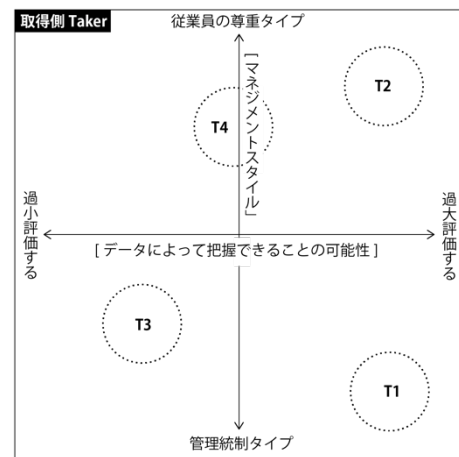 取得側 Taker
従業員の尊重タイプ
T2
T4
[マネジメントスタイル]
過小評価する
過大評価する
[ データによって把握できることの可能性 ]
T3
T1
管理統制タイプ